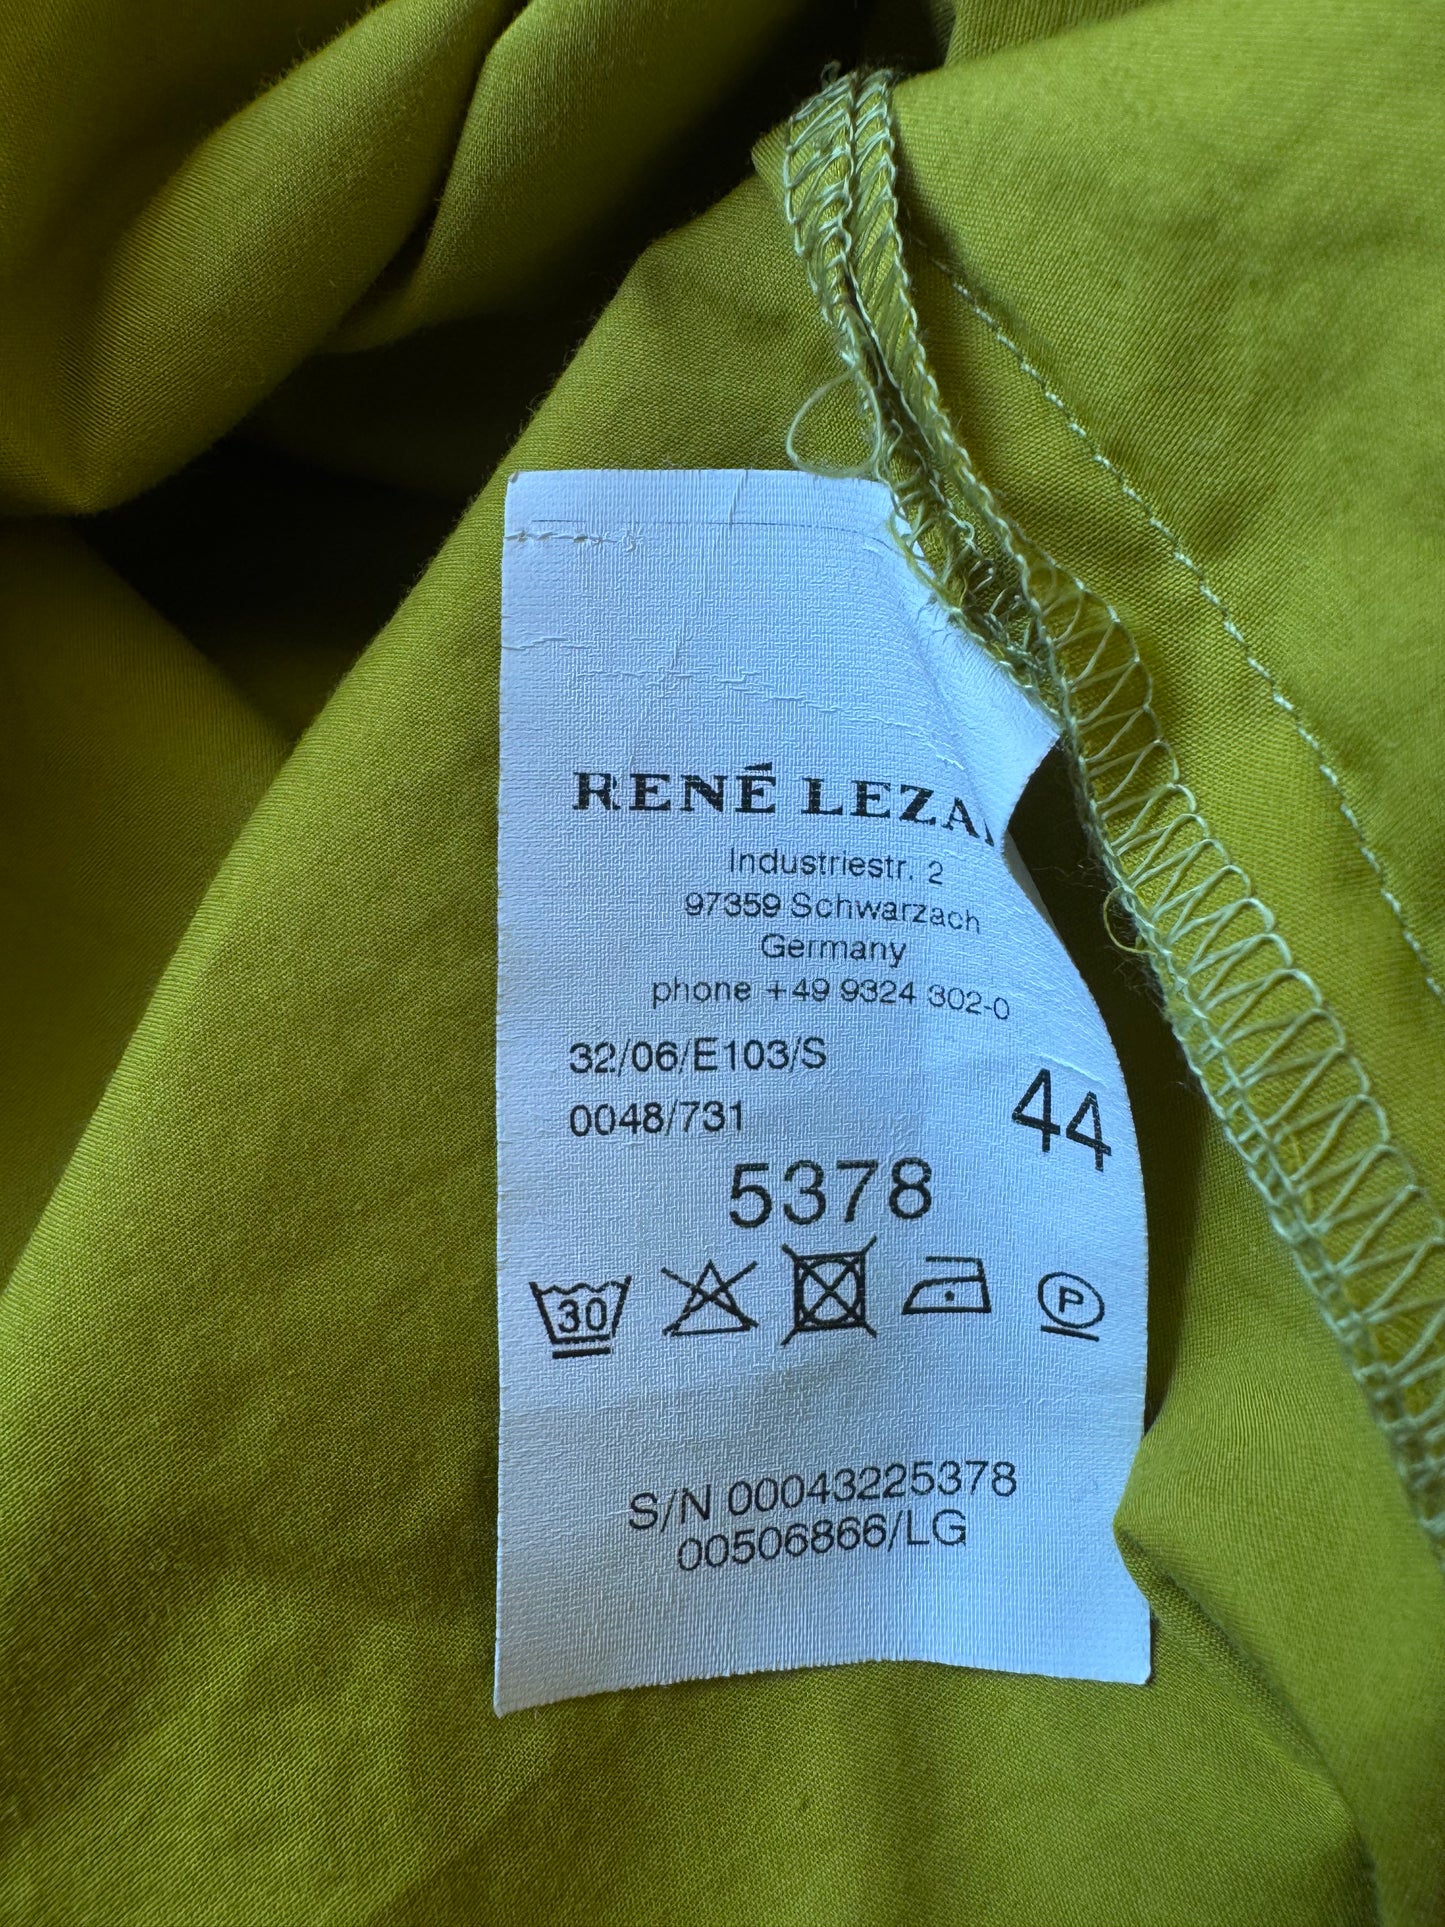 RENÉ LEZA
Industriestr. 2
97359 Schwarzach
Germany
phone +49 9324 302-0
32/06/E103/S
0048/731
44
5378
30
P
S/N 00043225378
00506866/LG